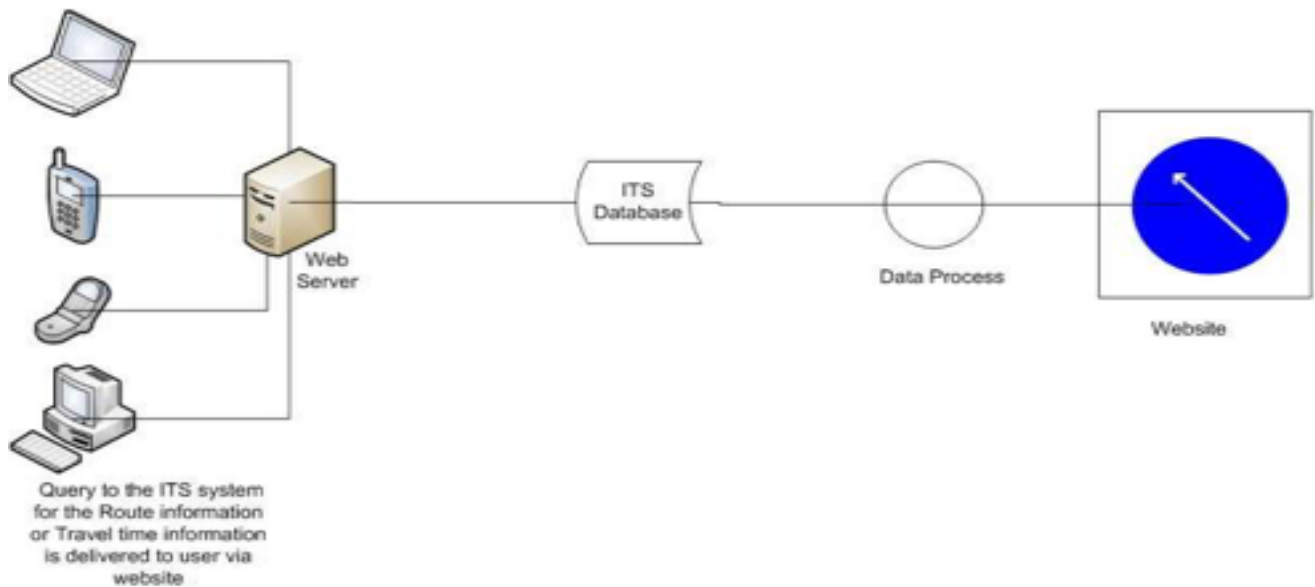 ITS
Database
Web
Server
Data Process
Website
Query to the ITS system
for the Route information
or Travel time information
is delivered to user via
website